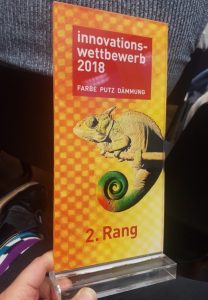 innovations-
wettbewerb
2018
FARBE PUTZ DÄMMUNG
2. Rang